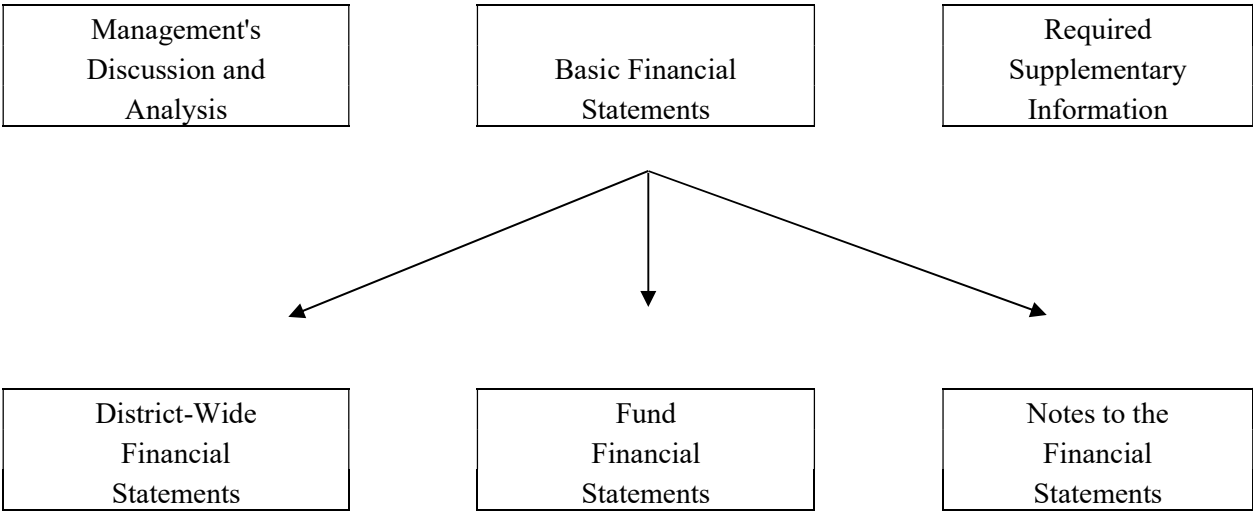 Management's
Discussion and
Analysis
Basic Financial
Statements
Required
Supplementary
Information
District-Wide
Financial
Statements
Fund
Financial
Statements
Notes to the
Financial
Statements